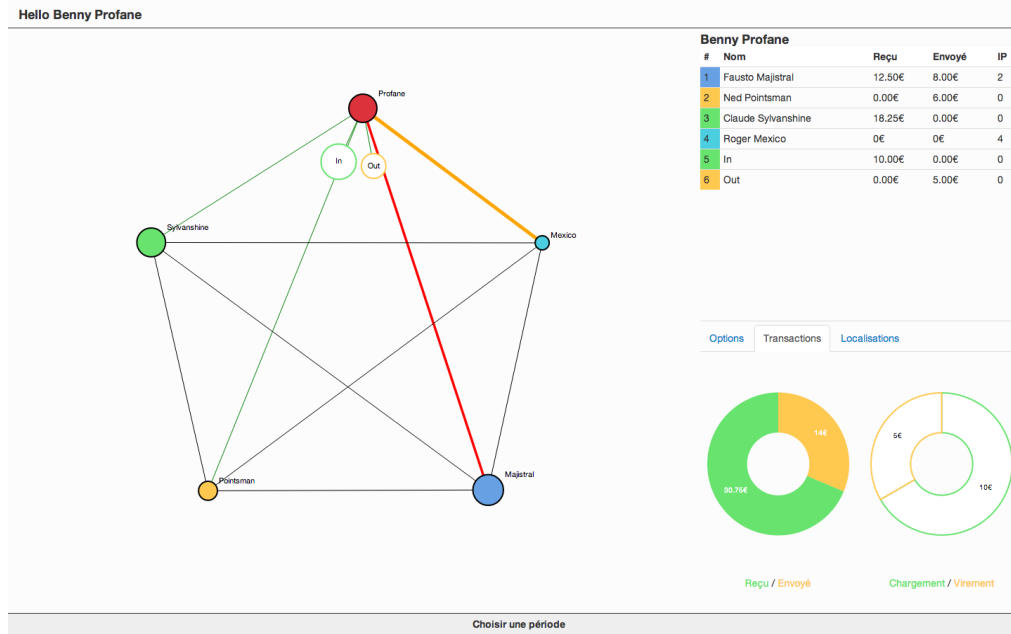 Hello Benny Profane
Benny Profane
# Nom Reçu Envoyé IP
1 Fausto Majistral 12.50€ 8.00€ 2
2 Ned Pointsman 0.00€ 6.00€ 0
3 Claude Sylvanshine 18.25€ 0.00€ 0
4 Roger Mexico 0€ 0€ 4
5 In 10.00€ 0.00€ 0
6 Out 0.00€ 5.00€ 0
Profane
In
Out
Sylvanshine
Mexico
Pointsman
Majistral
Options Transactions Localisations
14€
30.75€
5€
10€
Reçu / Envoyé
Chargement / Virement
Choisir une période